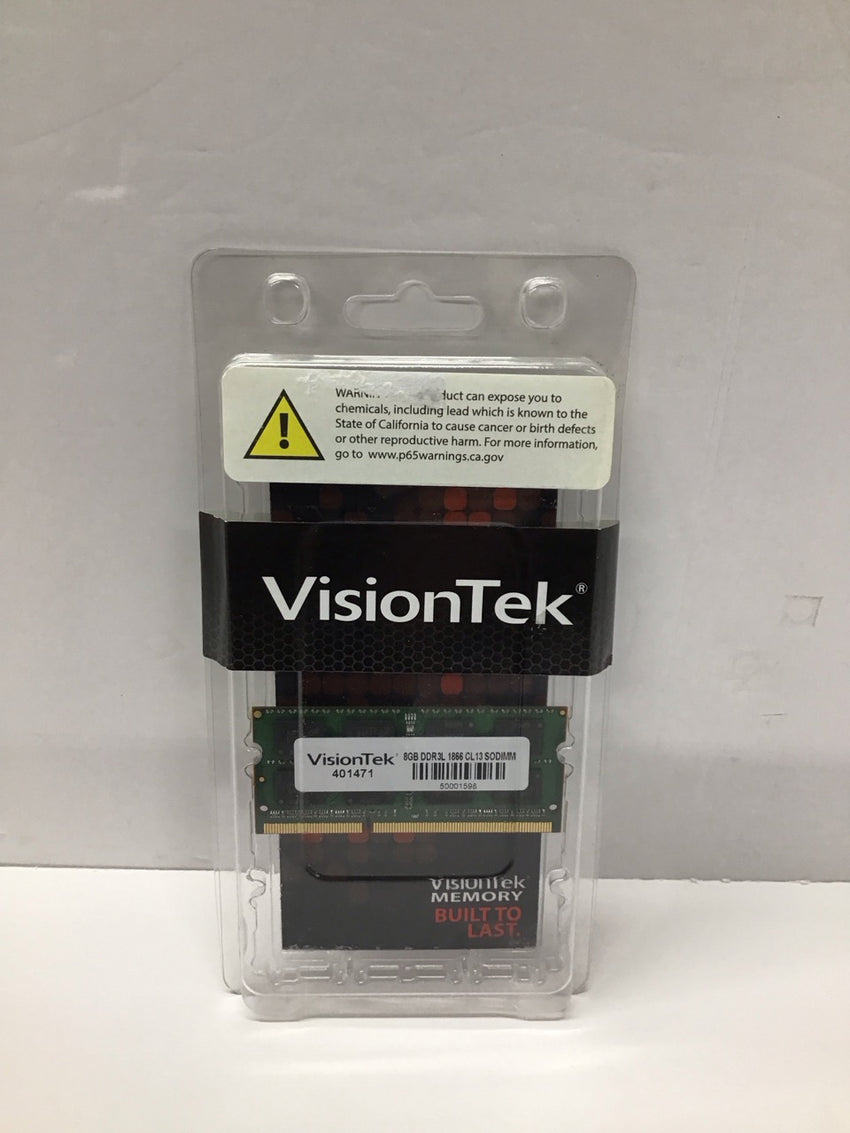 duct can expose you to
chemicals, including lead which is known to the
State of California to cause cancer or birth defects
or other reproductive harm. For more information,
go to www.p65warnings.ca.gov
VisionTek®
VisionTek® 8GB DDR3L 1866 CL13 SODIMM
401471
50001598
VisionTek
MEMORY
BUILT TO
LAST.